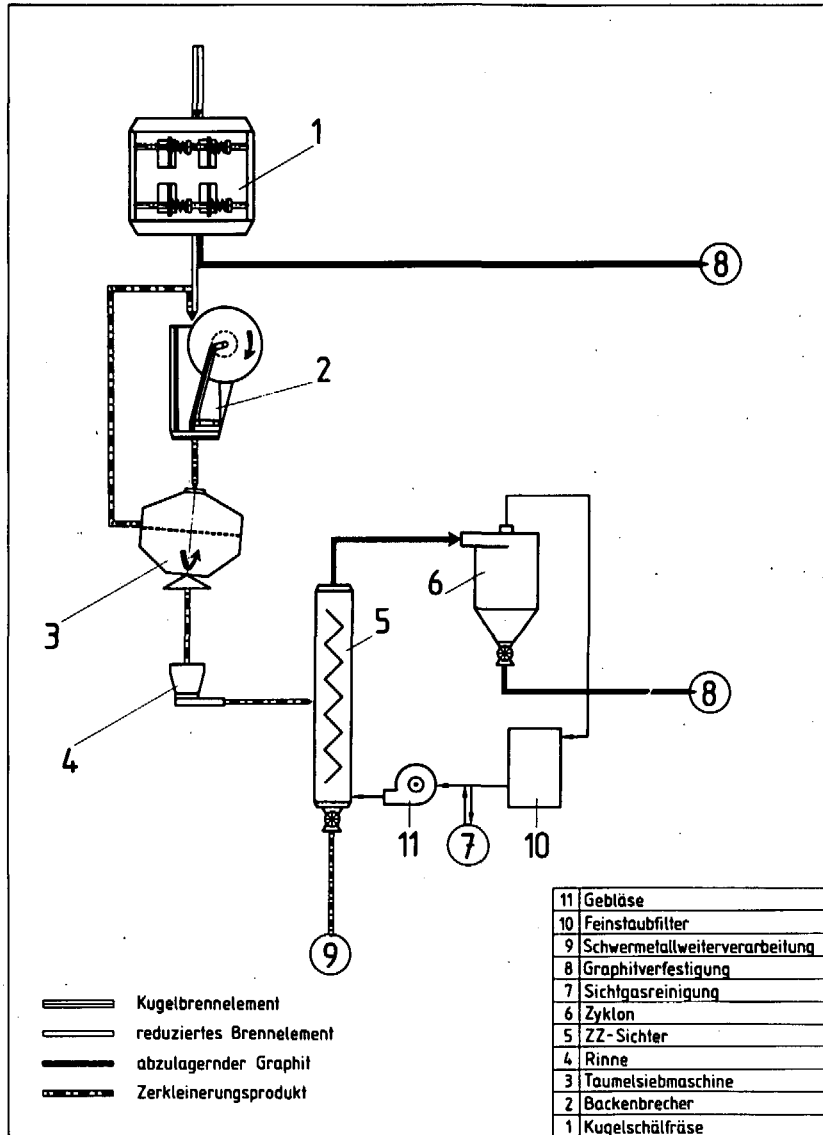 1
8
2
3
4
5
6
8
7
11
10
9
Kugelbrennelement
reduziertes Brennelement
abzulagernder Graphit
Zerkleinerungsprodukt
11 Gebläse
10 Feinstaubfilter
9 Schwermetallweiterverarbeitung
8 Graphitverfestigung
7 Sichtgasreinigung
6 Zyklon
5 ZZ-Sichter
4 Rinne
3 Taumelsiebmaschine
2 Backenbrecher
1 Kugelschälfräse